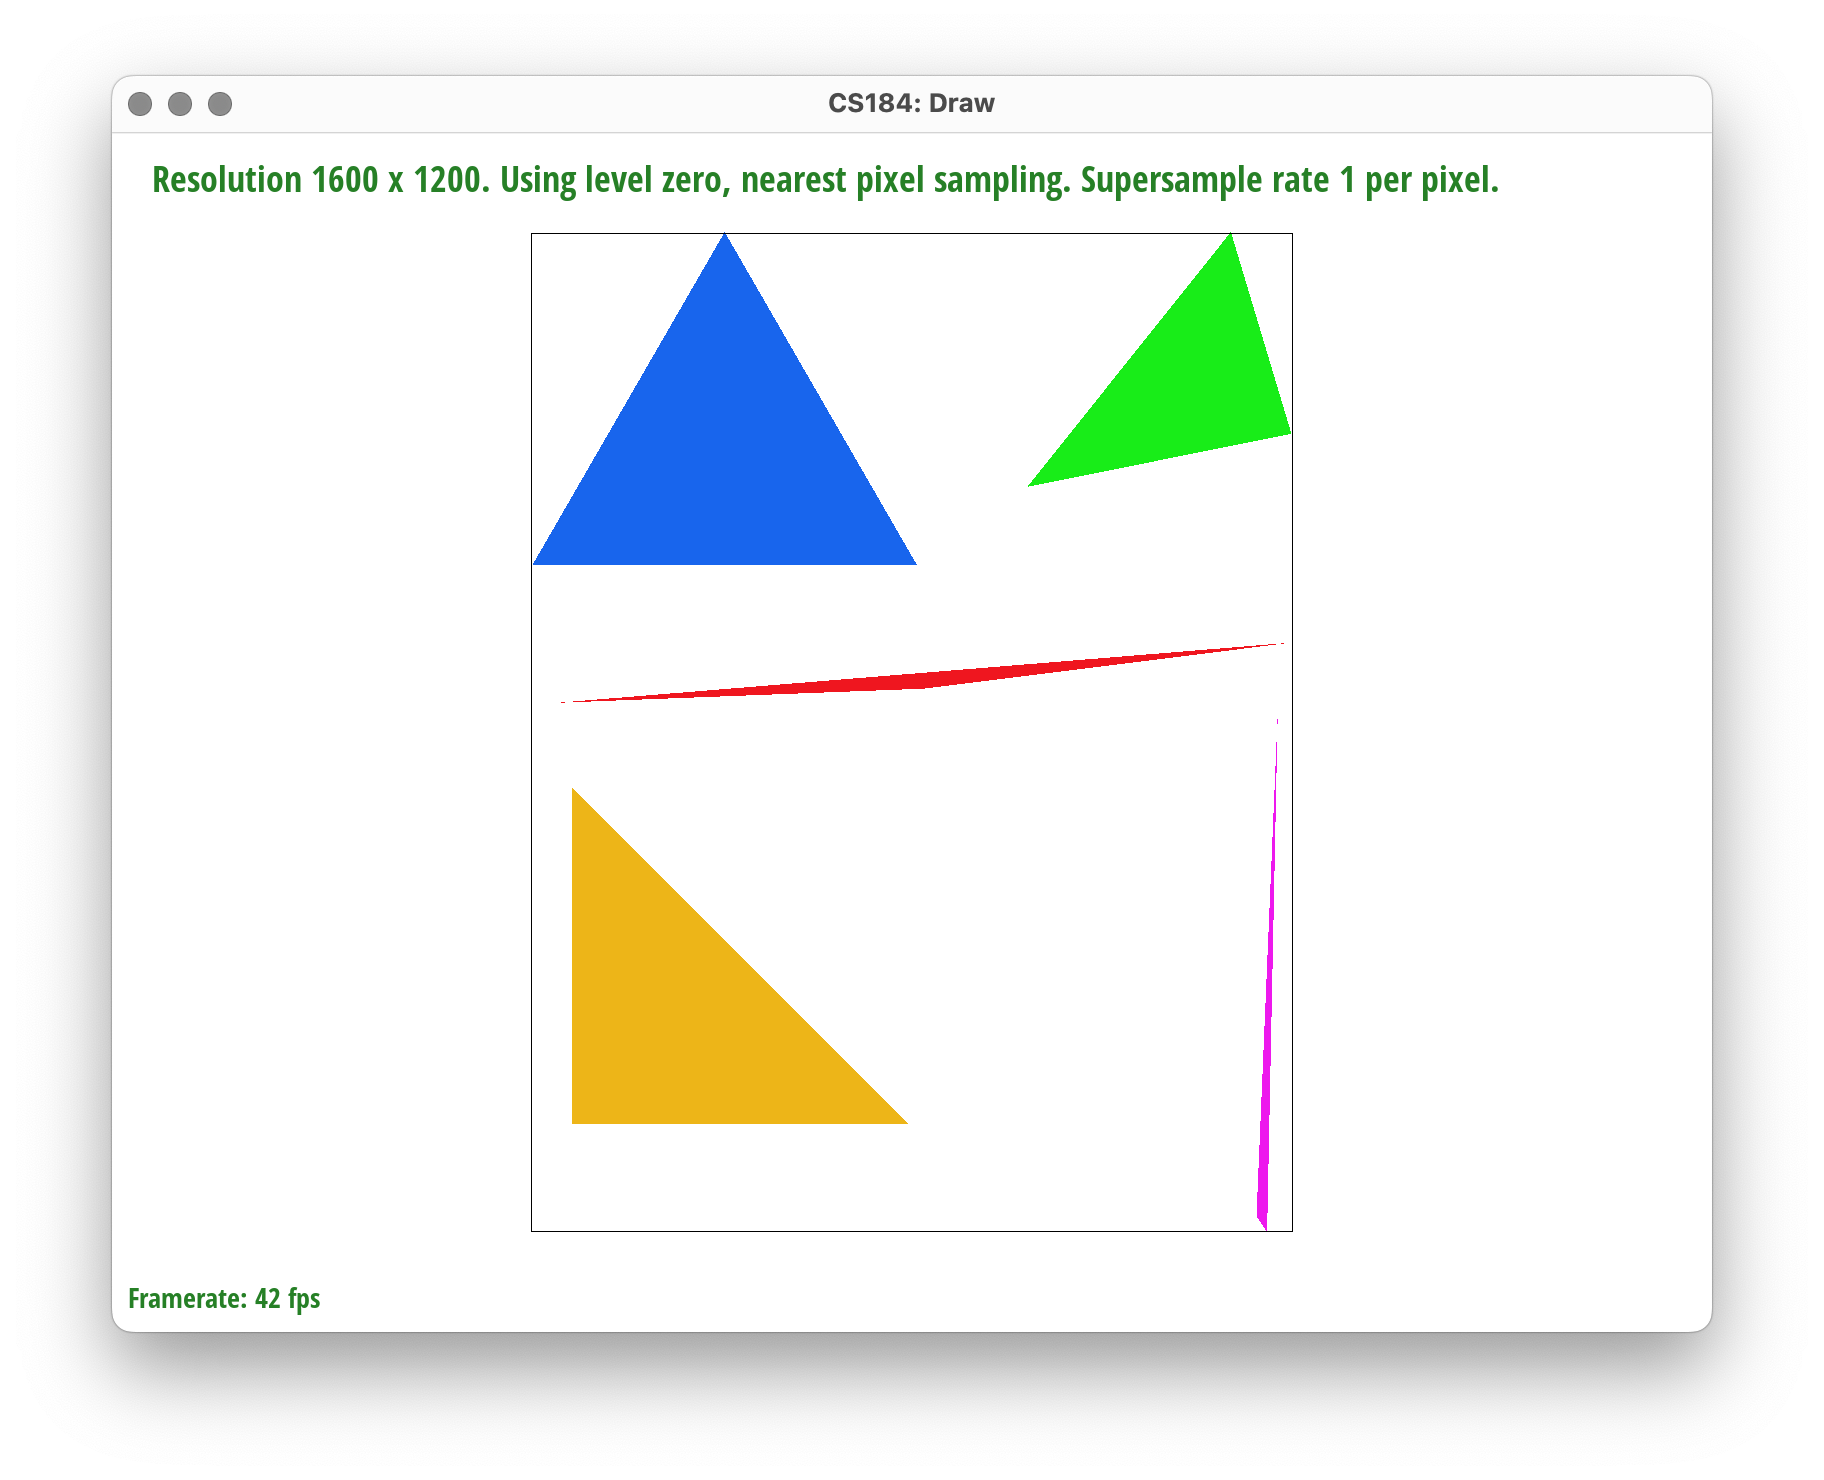 CS184: Draw
Resolution 1600 x 1200. Using level zero, nearest pixel sampling. Supersample rate 1 per pixel.
Framerate: 42 fps